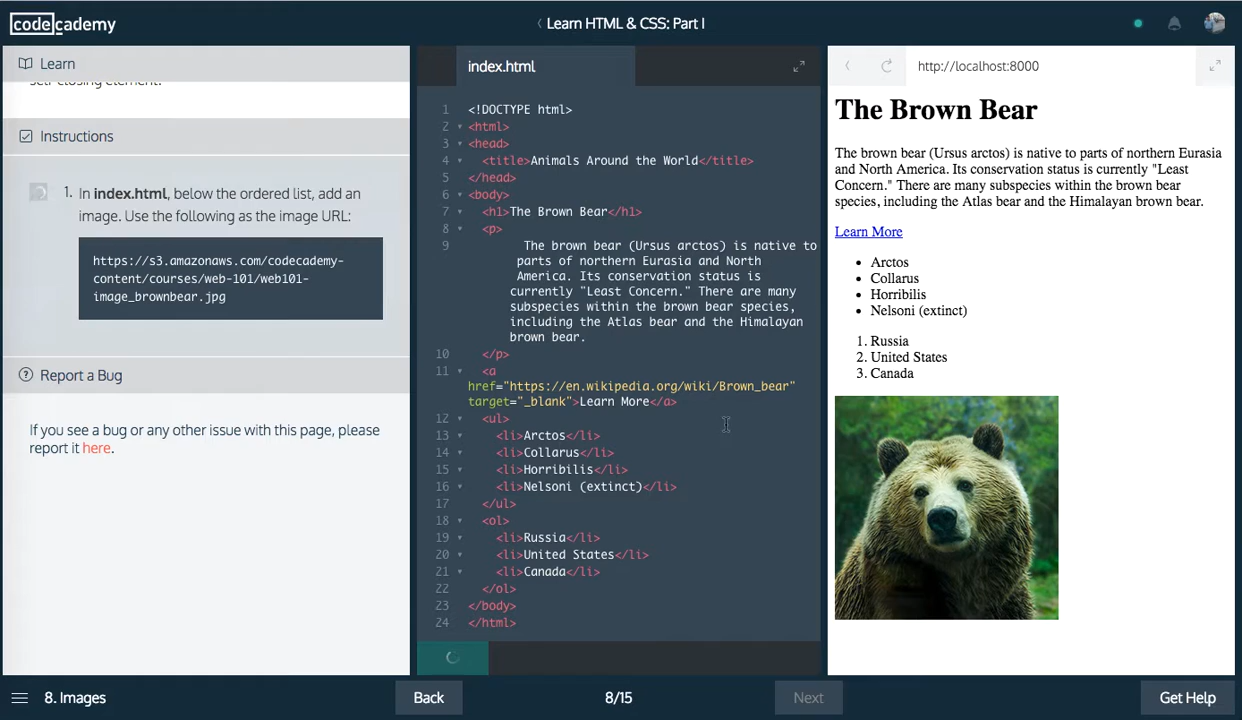 codecademy
Learn HTML & CSS: Part I
Learn
self-closing element.
Instructions
1. In index.html, below the ordered list, add an
image. Use the following as the image URL:
https://s3.amazonaws.com/codecademy-
content/courses/web-101/web101-
image_brownbear.jpg
Report a Bug
If you see a bug or any other issue with this page, please
report it here.
index.html
1 <!DOCTYPE html>
2 <html>
3 <head>
4 <title>Animals Around the World</title>
5 </head>
6 <body>
7 <h1>The Brown Bear</h1>
8 <p>
9 The brown bear (Ursus arctos) is native to
parts of northern Eurasia and North
America. Its conservation status is
currently "Least Concern." There are many
subspecies within the brown bear species,
including the Atlas bear and the Himalayan
brown bear.
10 </p>
11 <a
href="https://en.wikipedia.org/wiki/Brown_bear"
target="_blank">Learn More</a>
12 <ul>
13 <li>Arctos</li>
14 <li>Collarus</li>
15 <li>Horribilis</li>
16 <li>Nelsoni (extinct)</li>
17 </ul>
18 <ol>
19 <li>Russia</li>
20 <li>United States</li>
21 <li>Canada</li>
22 </ol>
23 </body>
24 </html>
http://localhost:8000
The Brown Bear
The brown bear (Ursus arctos) is native to parts of northern Eurasia
and North America. Its conservation status is currently "Least
Concern." There are many subspecies within the brown bear
species, including the Atlas bear and the Himalayan brown bear.
Learn More
• Arctos
• Collarus
• Horribilis
• Nelsoni (extinct)
1. Russia
2. United States
3. Canada
8. Images
Back
8/15
Next
Get Help